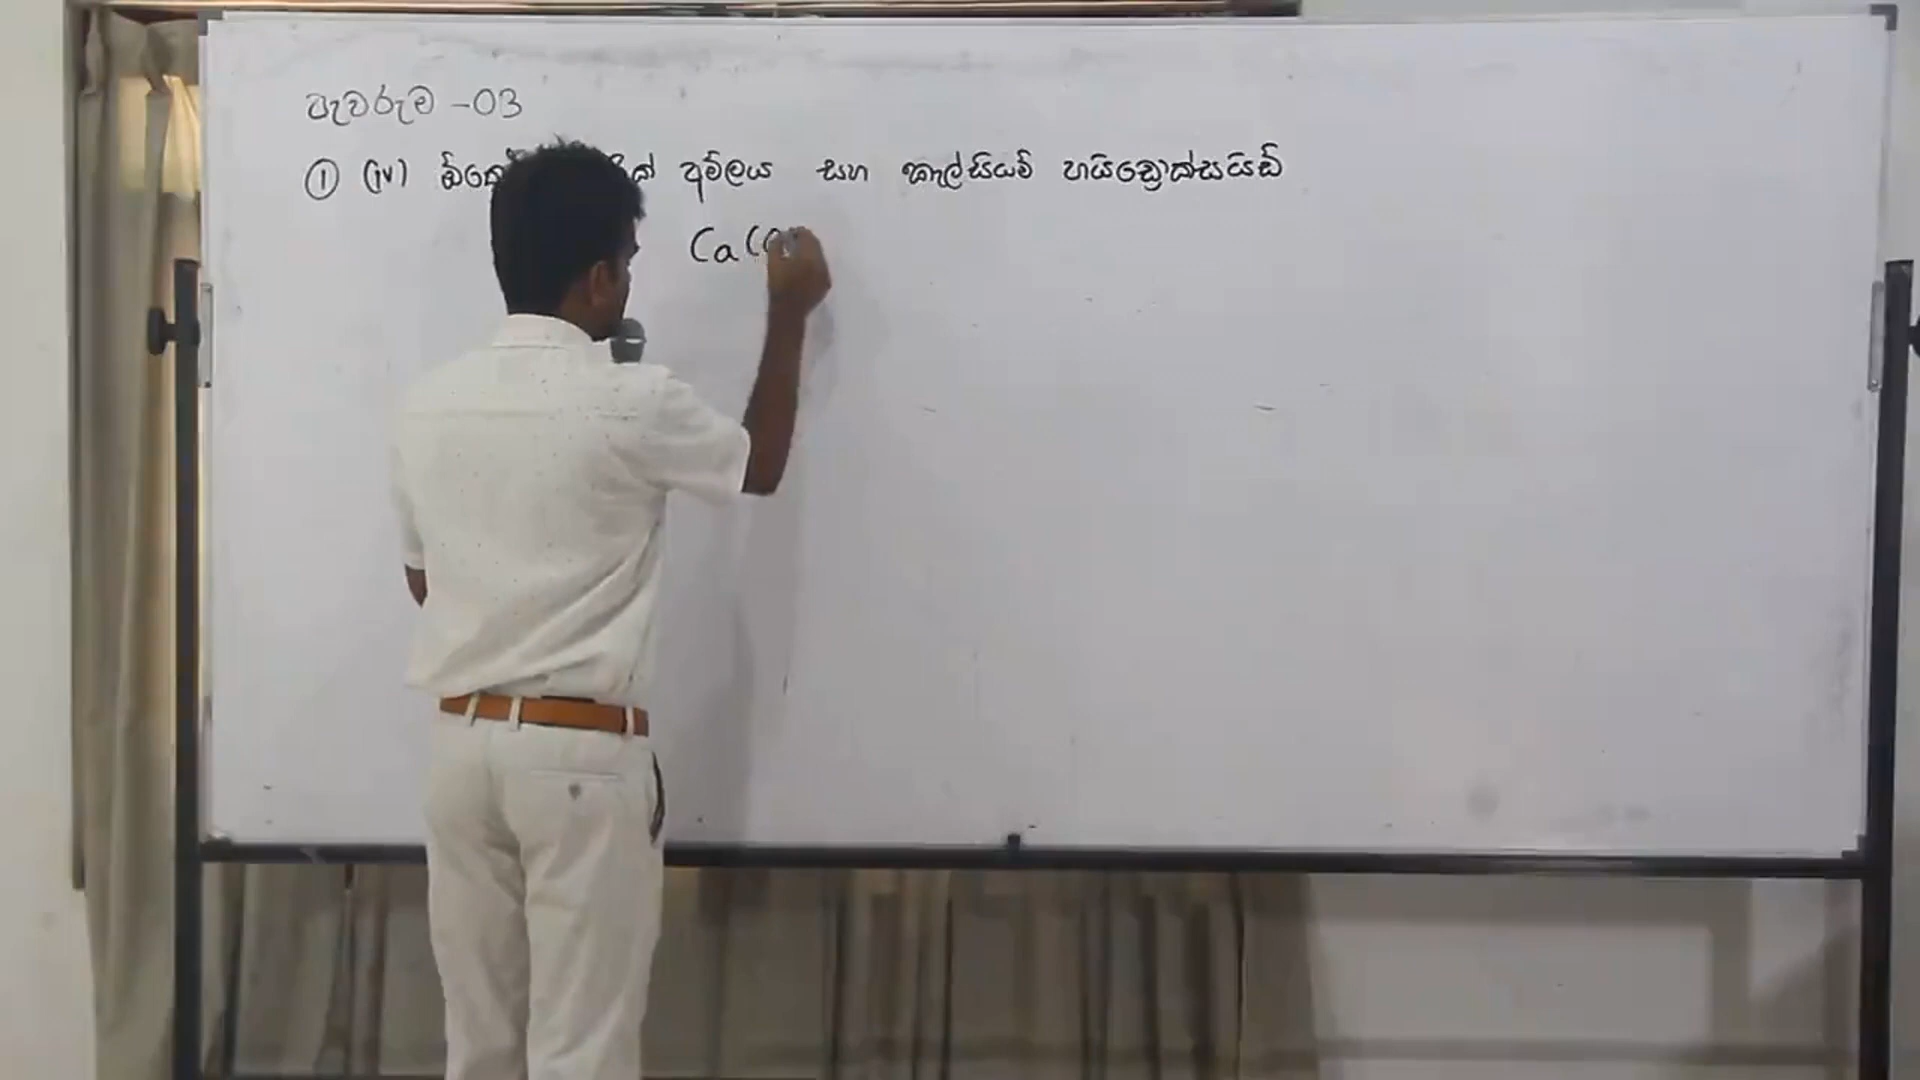 පැවරුම -03
① (iv) අම්ලය සහ කැල්සියම් හයිඩ්‍රොක්සයිඩ්
Ca(O